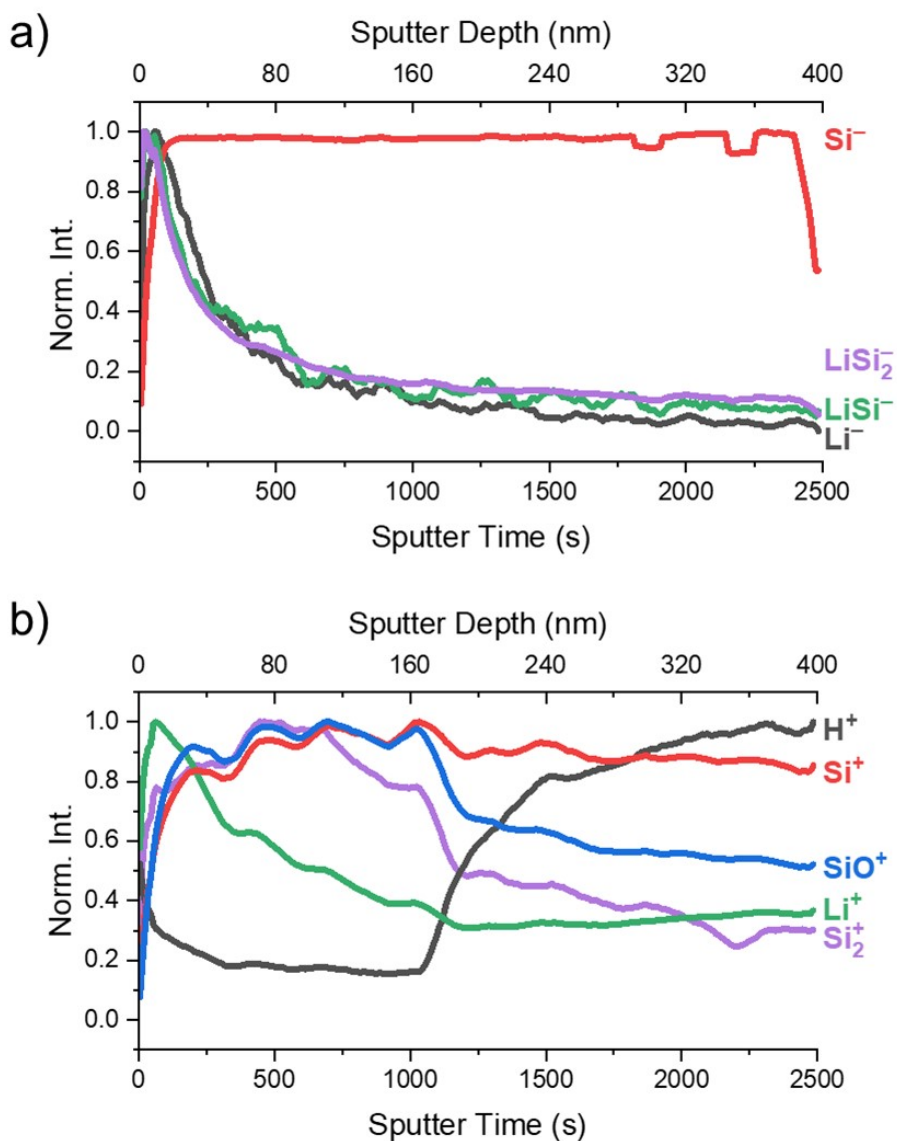 a)
Sputter Depth (nm)
0 80 160 240 320 400
Norm. Int.
1.0
0.8
0.6
0.4
0.2
0.0
Si⁻
LiSi₂⁻
LiSi⁻
Li⁻
0 500 1000 1500 2000 2500
Sputter Time (s)
b)
Sputter Depth (nm)
0 80 160 240 320 400
Norm. Int.
1.0
0.8
0.6
0.4
0.2
0.0
H⁺
Si⁺
SiO⁺
Li⁺
Si₂⁺
0 500 1000 1500 2000 2500
Sputter Time (s)